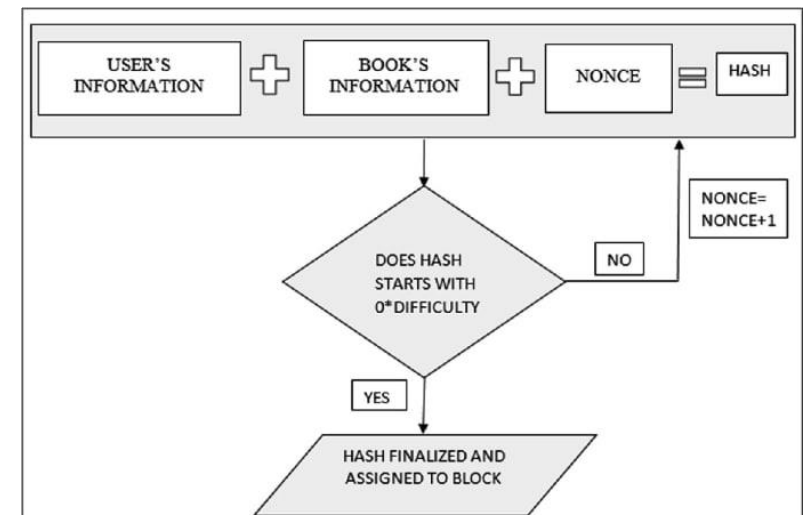 USER'S
INFORMATION
BOOK'S
INFORMATION
NONCE
HASH
NONCE=
NONCE+1
DOES HASH
STARTS WITH
0*DIFFICULTY
NO
YES
HASH FINALIZED AND
ASSIGNED TO BLOCK